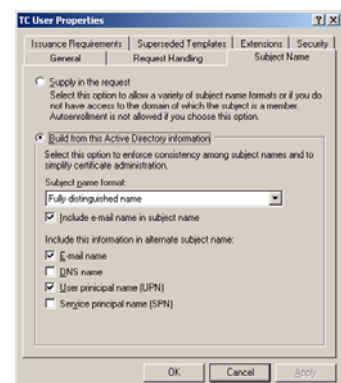 TC User Properties
Issuance Requirements Superseded Templates Extensions Security
General Request Handling Subject Name
Supply in the request
Select this option to allow a variety of subject name formats or if you do
not have access to the domain of which the subject is a member.
Autoenrollment is not allowed if you choose this option.
Build from this Active Directory information
Select this option to enforce consistency among subject names and to
simplify certificate administration.
Subject name format:
Fully distinguished name
Include e-mail name in subject name
Include this information in alternate subject name:
E-mail name
DNS name
User prinicipal name (UPN)
Service principal name (SPN)
OK Cancel Apply